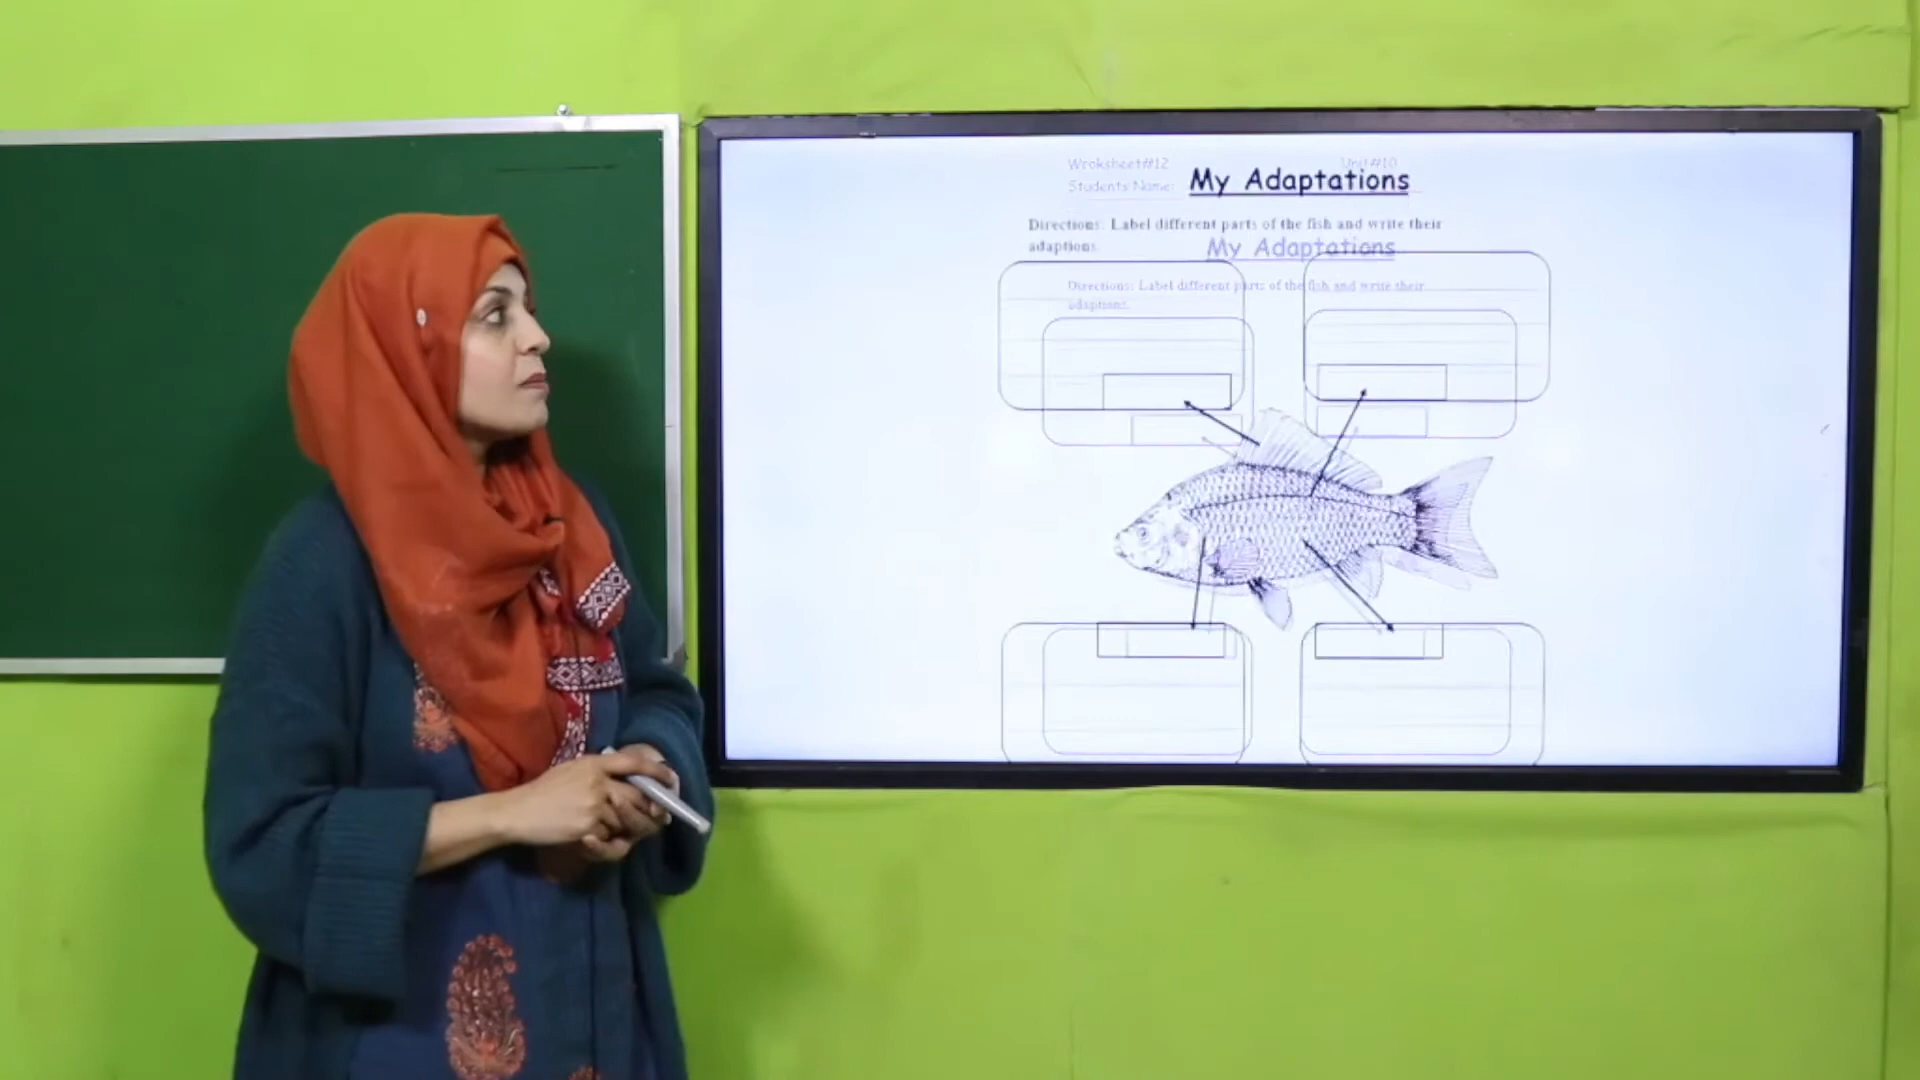 Wroksheet#12
Unit #10
Students Name:
My Adaptations
Directions: Label different parts of the fish and write their
adaptions.
My Adaptations
Directions: Label different parts of the fish and write their
adaptions.